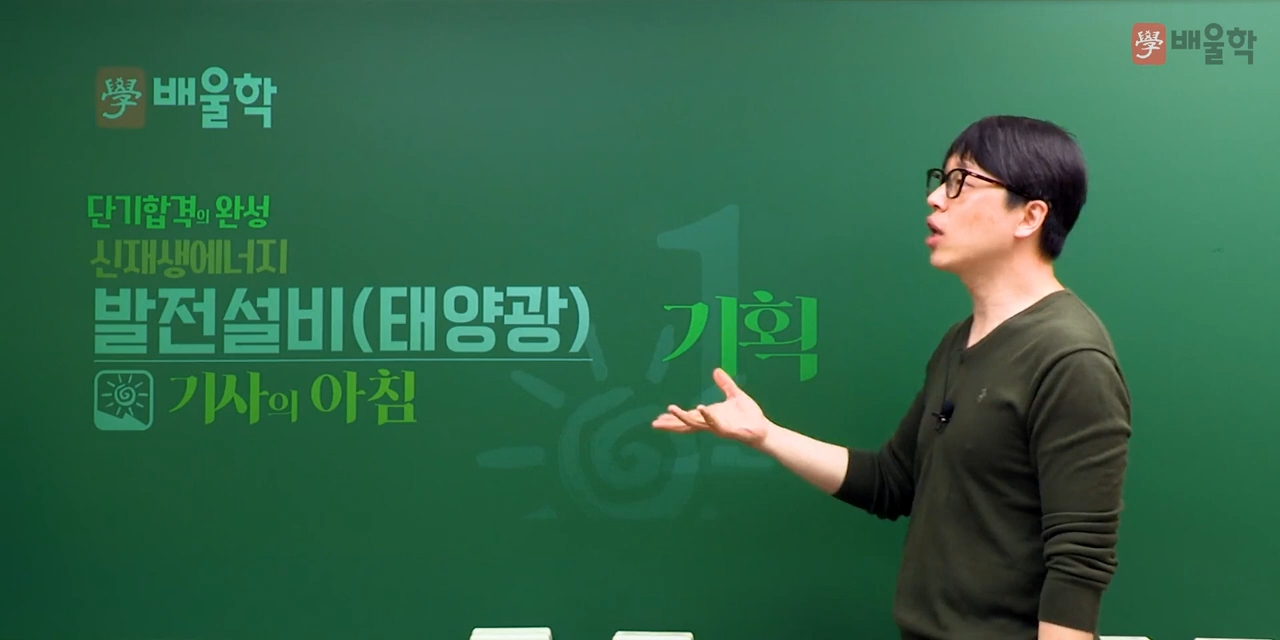 學 배울학
學 배울학
단기합격의 완성
신재생에너지
발전설비(태양광)
기사의 아침
1
기획